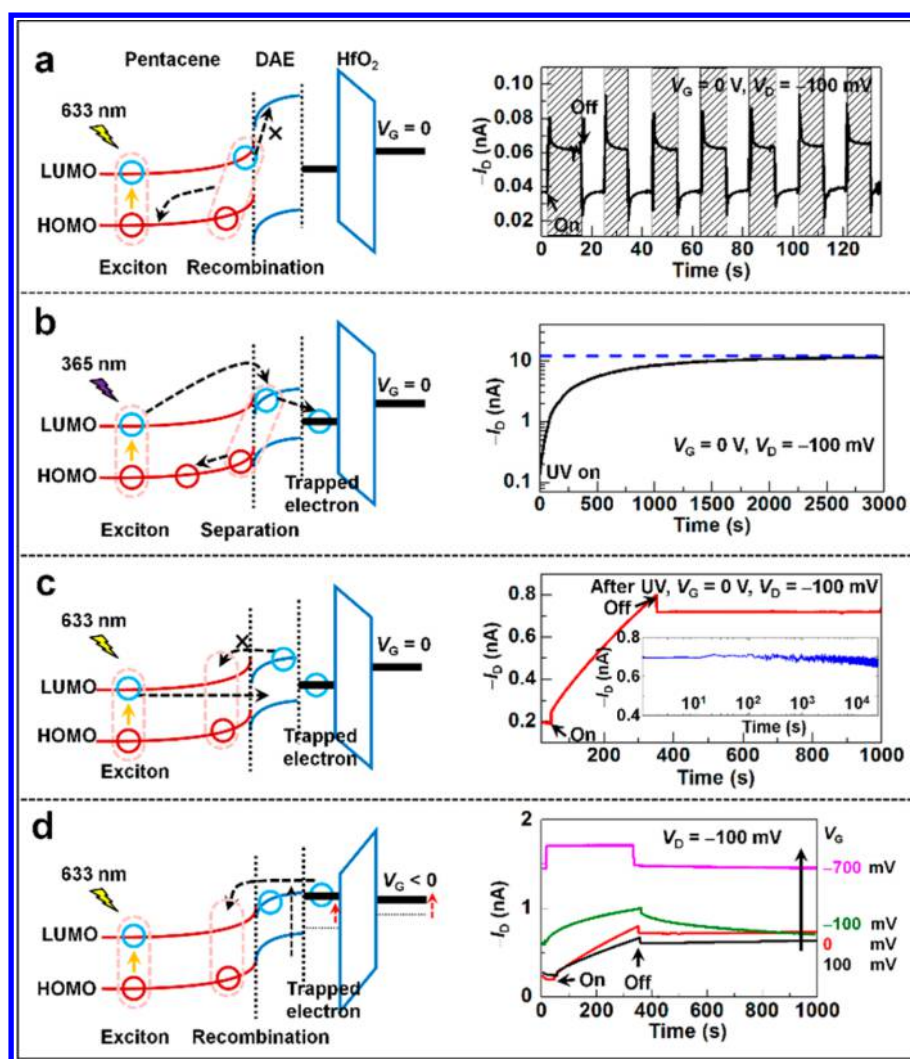 a
Pentacene DAE HfO2
633 nm
LUMO
HOMO
Exciton Recombination
VG = 0
−ID (nA)
0.10
0.08
0.06
0.04
0.02
VG = 0 V, VD = −100 mV
Off
On
0 20 40 60 80 100 120
Time (s)
b
365 nm
LUMO
HOMO
Exciton Separation
Trapped
electron
VG = 0
−ID (nA)
10
1
0.1
VG = 0 V, VD = −100 mV
UV on
0 500 1000 1500 2000 2500 3000
Time (s)
c
633 nm
LUMO
HOMO
Exciton
Trapped
electron
VG = 0
−ID (nA)
0.8
0.6
0.4
0.2
After UV, VG = 0 V, VD = −100 mV
Off
On
−ID (nA)
0.8
0.6
0.4
10¹ 10² 10³ 10⁴
Time (s)
200 400 600 800 1000
Time (s)
d
633 nm
LUMO
HOMO
Exciton Recombination
Trapped
electron
VG < 0
−ID (nA)
2
1
0
VD = −100 mV
VG
−700 mV
−100 mV
0 mV
100 mV
On
Off
0 200 400 600 800 1000
Time (s)